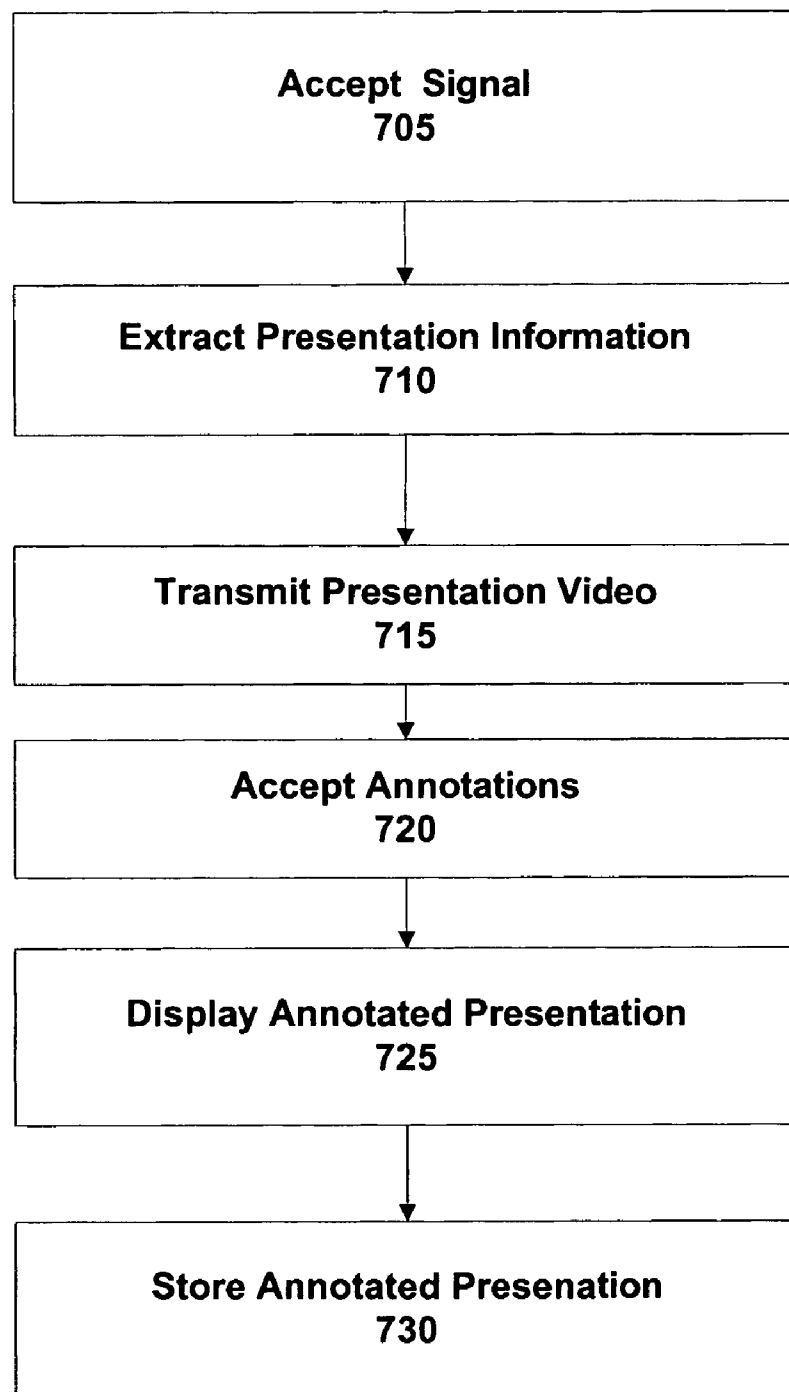 Accept Signal
705
Extract Presentation Information
710
Transmit Presentation Video
715
Accept Annotations
720
Display Annotated Presentation
725
Store Annotated Presenation
730